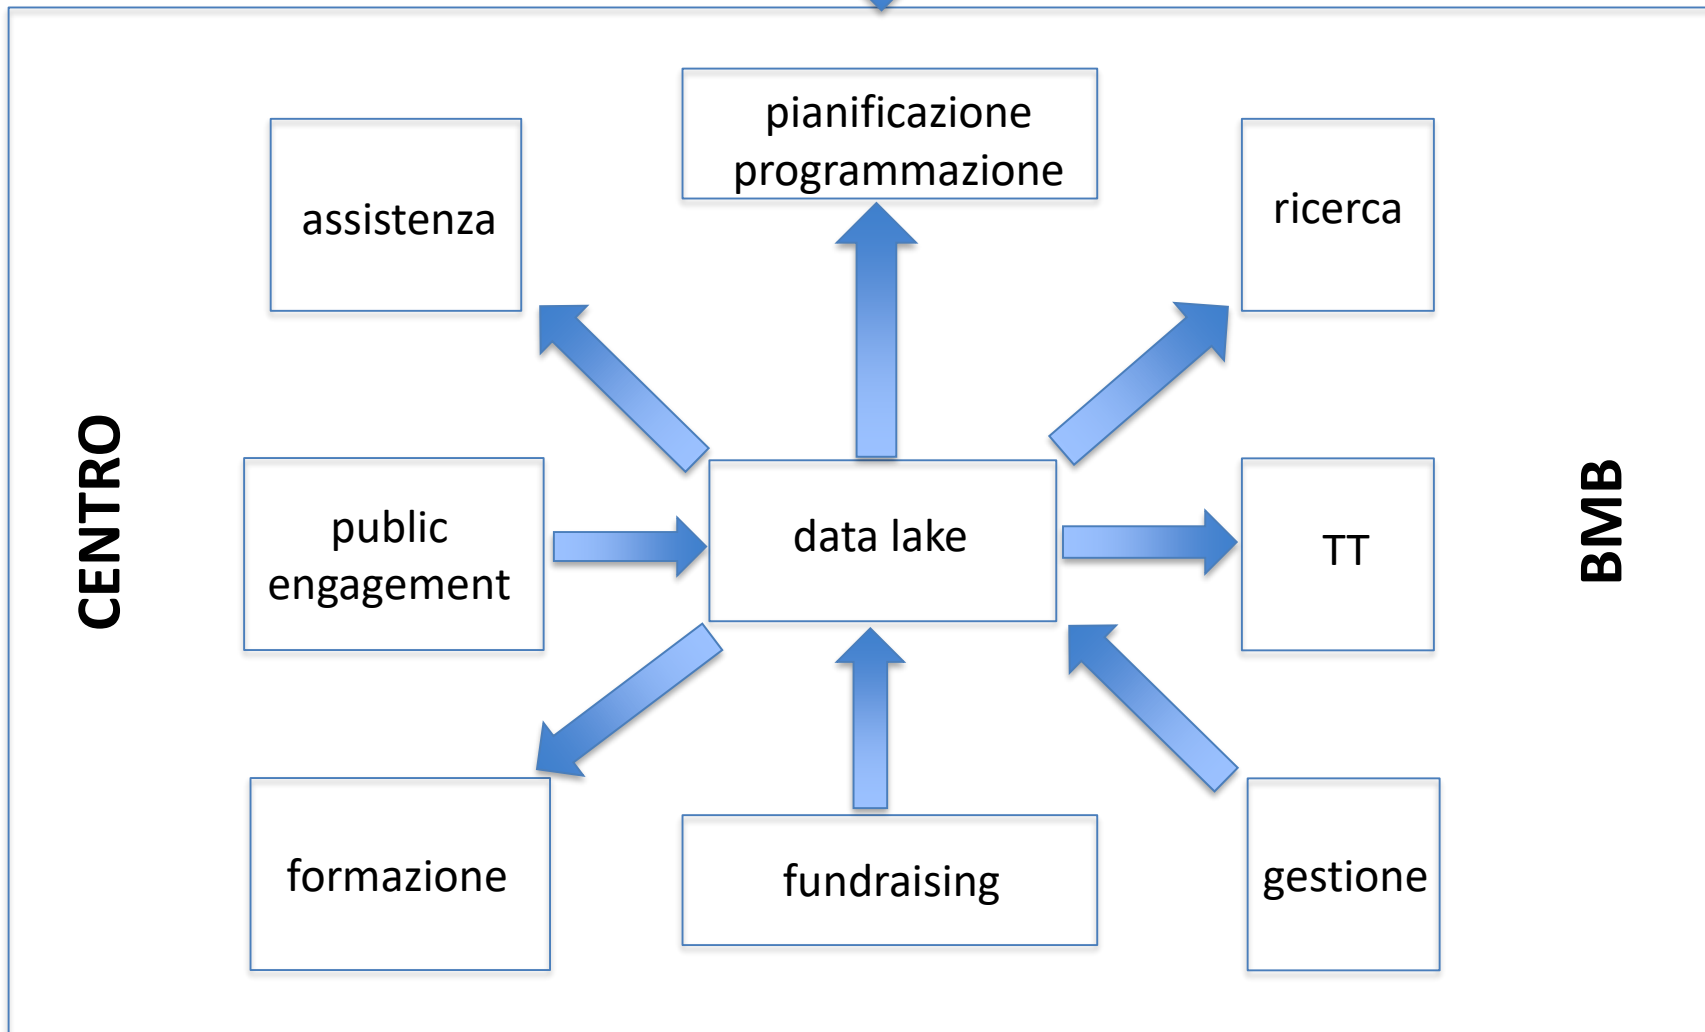 pianificazione
programmazione
assistenza
ricerca
CENTRO
public
engagement
data lake
TT
BMB
formazione
fundraising
gestione